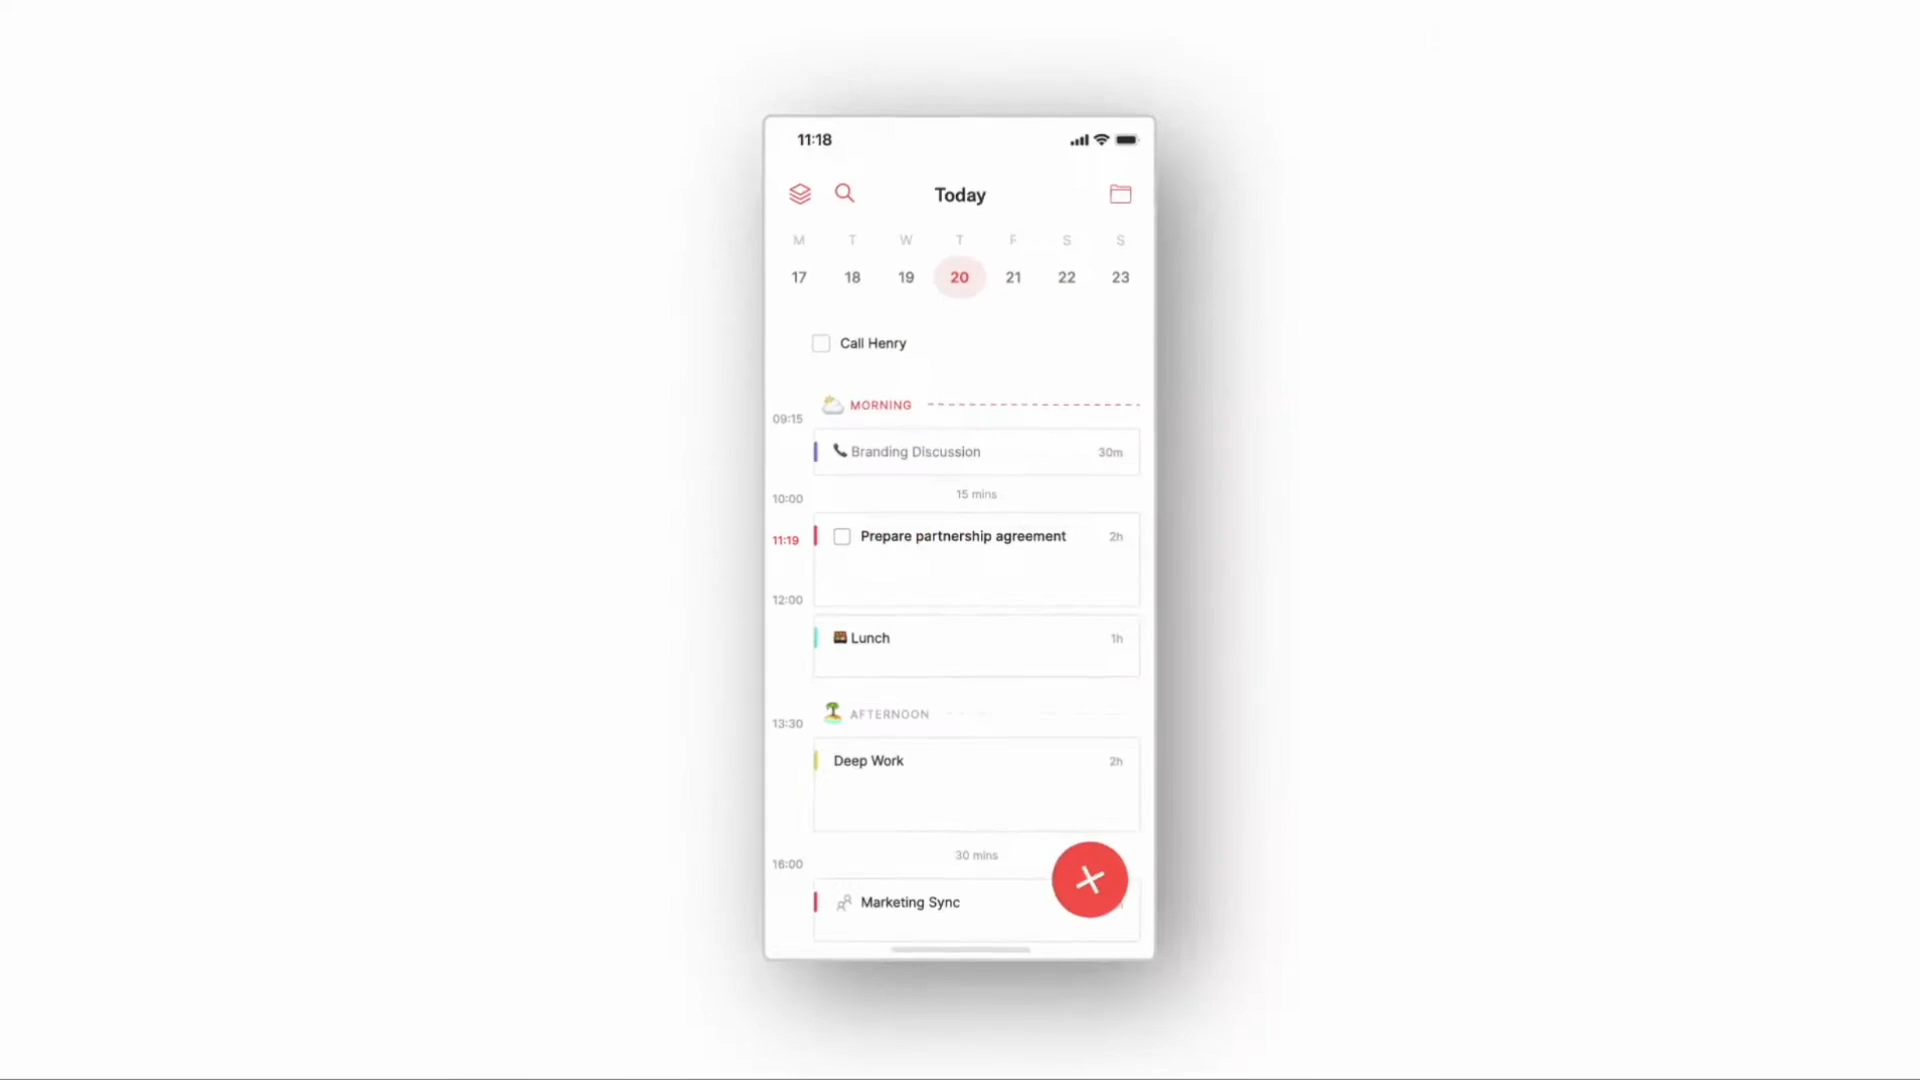 11:18
Today
M T W T F S S
17 18 19 20 21 22 23
Call Henry
MORNING
09:15
Branding Discussion 30m
15 mins
10:00
Prepare partnership agreement 2h
11:19
12:00
Lunch 1h
AFTERNOON
13:30
Deep Work 2h
30 mins
16:00
Marketing Sync